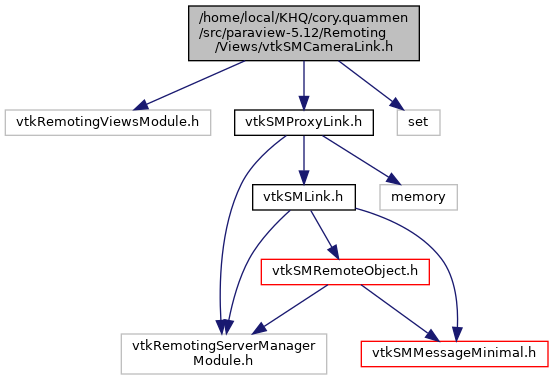 /home/local/KHQ/cory.quammen
/src/paraview-5.12/Remoting
/Views/vtkSMCameraLink.h
vtkRemotingViewsModule.h
vtkSMProxyLink.h
set
vtkSMLink.h
memory
vtkSMRemoteObject.h
vtkRemotingServerManager
Module.h
vtkSMMessageMinimal.h